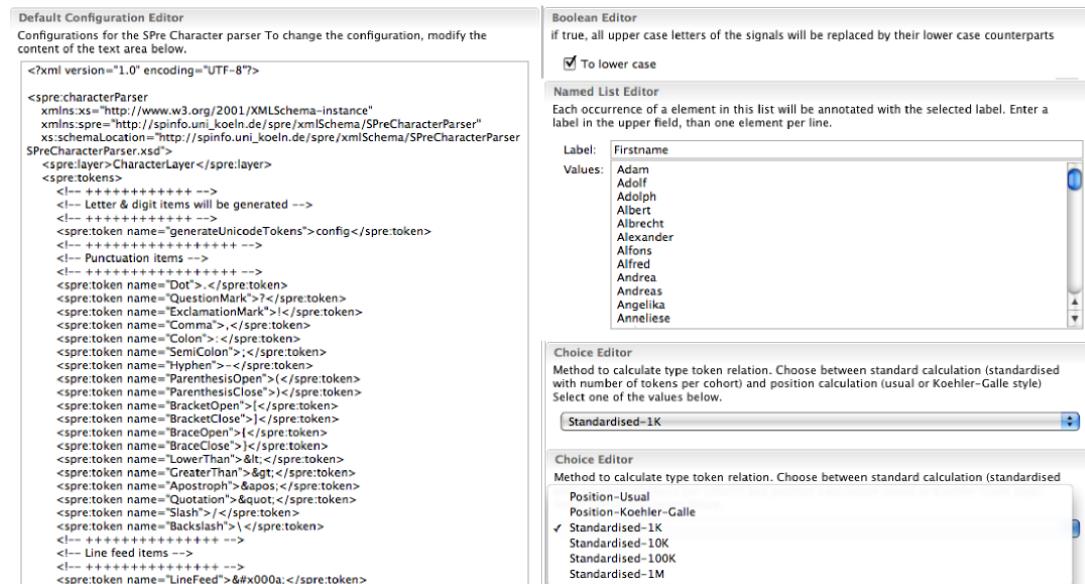 Default Configuration Editor
Configurations for the SPre Character parser To change the configuration, modify the
content of the text area below.
<?xml version="1.0" encoding="UTF-8"?>
<spre:characterParser
xmlns:xs="http://www.w3.org/2001/XMLSchema-instance"
xmlns:spre="http://spinfo.uni_koeln.de/spre/xmlSchema/SPreCharacterParser"
xs:schemaLocation="http://spinfo.uni_koeln.de/spre/xmlSchema/SPreCharacterParser
SPreCharacterParser.xsd">
<spre:layer>CharacterLayer</spre:layer>
<spre:tokens>
<!-- ++++++++++++ -->
<!-- Letter & digit items will be generated -->
<!-- ++++++++++++ -->
<spre:token name="generateUnicodeTokens">config</spre:token>
<!-- +++++++++++++++++ -->
<!-- Punctuation items -->
<!-- +++++++++++++++++ -->
<spre:token name="Dot">.</spre:token>
<spre:token name="QuestionMark">?</spre:token>
<spre:token name="ExclamationMark">!</spre:token>
<spre:token name="Comma">,</spre:token>
<spre:token name="Colon">:</spre:token>
<spre:token name="SemiColon">;</spre:token>
<spre:token name="Hyphen">-</spre:token>
<spre:token name="ParenthesisOpen">(</spre:token>
<spre:token name="ParenthesisClose">)</spre:token>
<spre:token name="BracketOpen">[</spre:token>
<spre:token name="BracketClose">]</spre:token>
<spre:token name="BraceOpen">{</spre:token>
<spre:token name="BraceClose">}</spre:token>
<spre:token name="LowerThan">&lt;</spre:token>
<spre:token name="GreaterThan">&gt;</spre:token>
<spre:token name="Apostroph">&apos;</spre:token>
<spre:token name="Quotation">&quot;</spre:token>
<spre:token name="Slash">/</spre:token>
<spre:token name="Backslash">\</spre:token>
<!-- +++++++++++++++ -->
<!-- Line feed items -->
<!-- +++++++++++++++ -->
<spre:token name="LineFeed">&#x000a;</spre:token>
Boolean Editor
if true, all upper case letters of the signals will be replaced by their lower case counterparts
To lower case
Named List Editor
Each occurrence of a element in this list will be annotated with the selected label. Enter a
label in the upper field, than one element per line.
Label: Firstname
Values: Adam
Adolf
Adolph
Albert
Albrecht
Alexander
Alfons
Alfred
Andrea
Andreas
Angelika
Anneliese
Choice Editor
Method to calculate type token relation. Choose between standard calculation (standardised
with number of tokens per cohort) and position calculation (usual or Koehler-Galle style)
Select one of the values below.
Standardised-1K
Choice Editor
Method to calculate type token relation. Choose between standard calculation (standardised
Position-Usual
Position-Koehler-Galle
✓ Standardised-1K
Standardised-10K
Standardised-100K
Standardised-1M